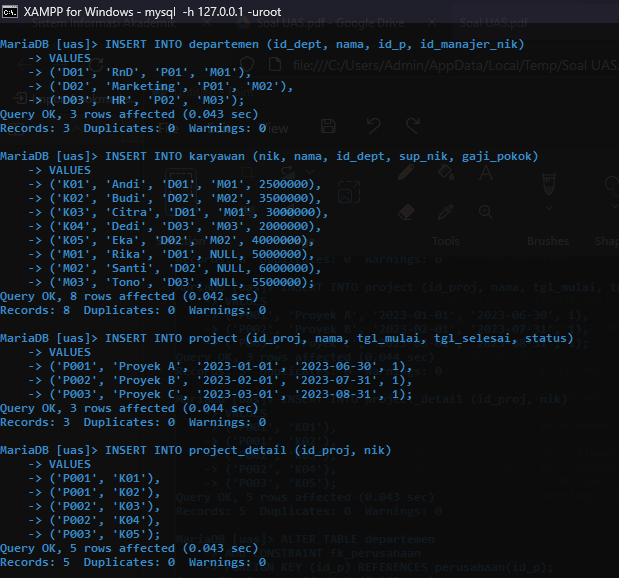 XAMPP for Windows - mysql -h 127.0.0.1 -uroot
MariaDB [uas]> INSERT INTO departemen (id_dept, nama, id_p, id_manajer_nik)
    -> VALUES
    -> ('D01', 'RnD', 'P01', 'M01'),
    -> ('D02', 'Marketing', 'P01', 'M02'),
    -> ('D03', 'HR', 'P02', 'M03');
Query OK, 3 rows affected (0.043 sec)
Records: 3  Duplicates: 0  Warnings: 0
MariaDB [uas]> INSERT INTO karyawan (nik, nama, id_dept, sup_nik, gaji_pokok)
    -> VALUES
    -> ('K01', 'Andi', 'D01', 'M01', 2500000),
    -> ('K02', 'Budi', 'D02', 'M02', 3500000),
    -> ('K03', 'Citra', 'D01', 'M01', 3000000),
    -> ('K04', 'Dedi', 'D03', 'M03', 2000000),
    -> ('K05', 'Eka', 'D02', 'M02', 4000000),
    -> ('M01', 'Rika', 'D01', NULL, 5000000),
    -> ('M02', 'Santi', 'D02', NULL, 6000000),
    -> ('M03', 'Tono', 'D03', NULL, 5500000);
Query OK, 8 rows affected (0.042 sec)
Records: 8  Duplicates: 0  Warnings: 0
MariaDB [uas]> INSERT INTO project (id_proj, nama, tgl_mulai, tgl_selesai, status)
    -> VALUES
    -> ('P001', 'Proyek A', '2023-01-01', '2023-06-30', 1),
    -> ('P002', 'Proyek B', '2023-02-01', '2023-07-31', 1),
    -> ('P003', 'Proyek C', '2023-03-01', '2023-08-31', 1);
Query OK, 3 rows affected (0.044 sec)
Records: 3  Duplicates: 0  Warnings: 0
MariaDB [uas]> INSERT INTO project_detail (id_proj, nik)
    -> VALUES
    -> ('P001', 'K01'),
    -> ('P001', 'K02'),
    -> ('P002', 'K03'),
    -> ('P002', 'K04'),
    -> ('P003', 'K05');
Query OK, 5 rows affected (0.043 sec)
Records: 5  Duplicates: 0  Warnings: 0